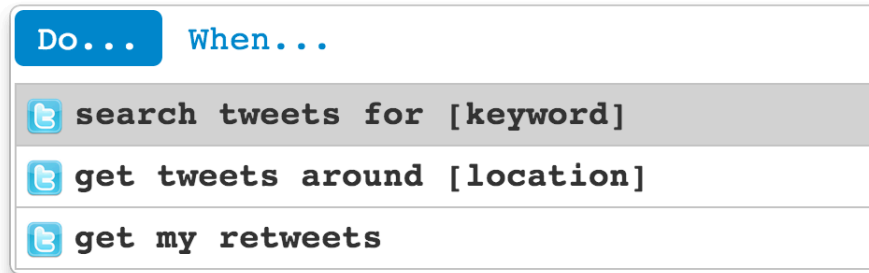 Do... When...
search tweets for [keyword]
get tweets around [location]
get my retweets